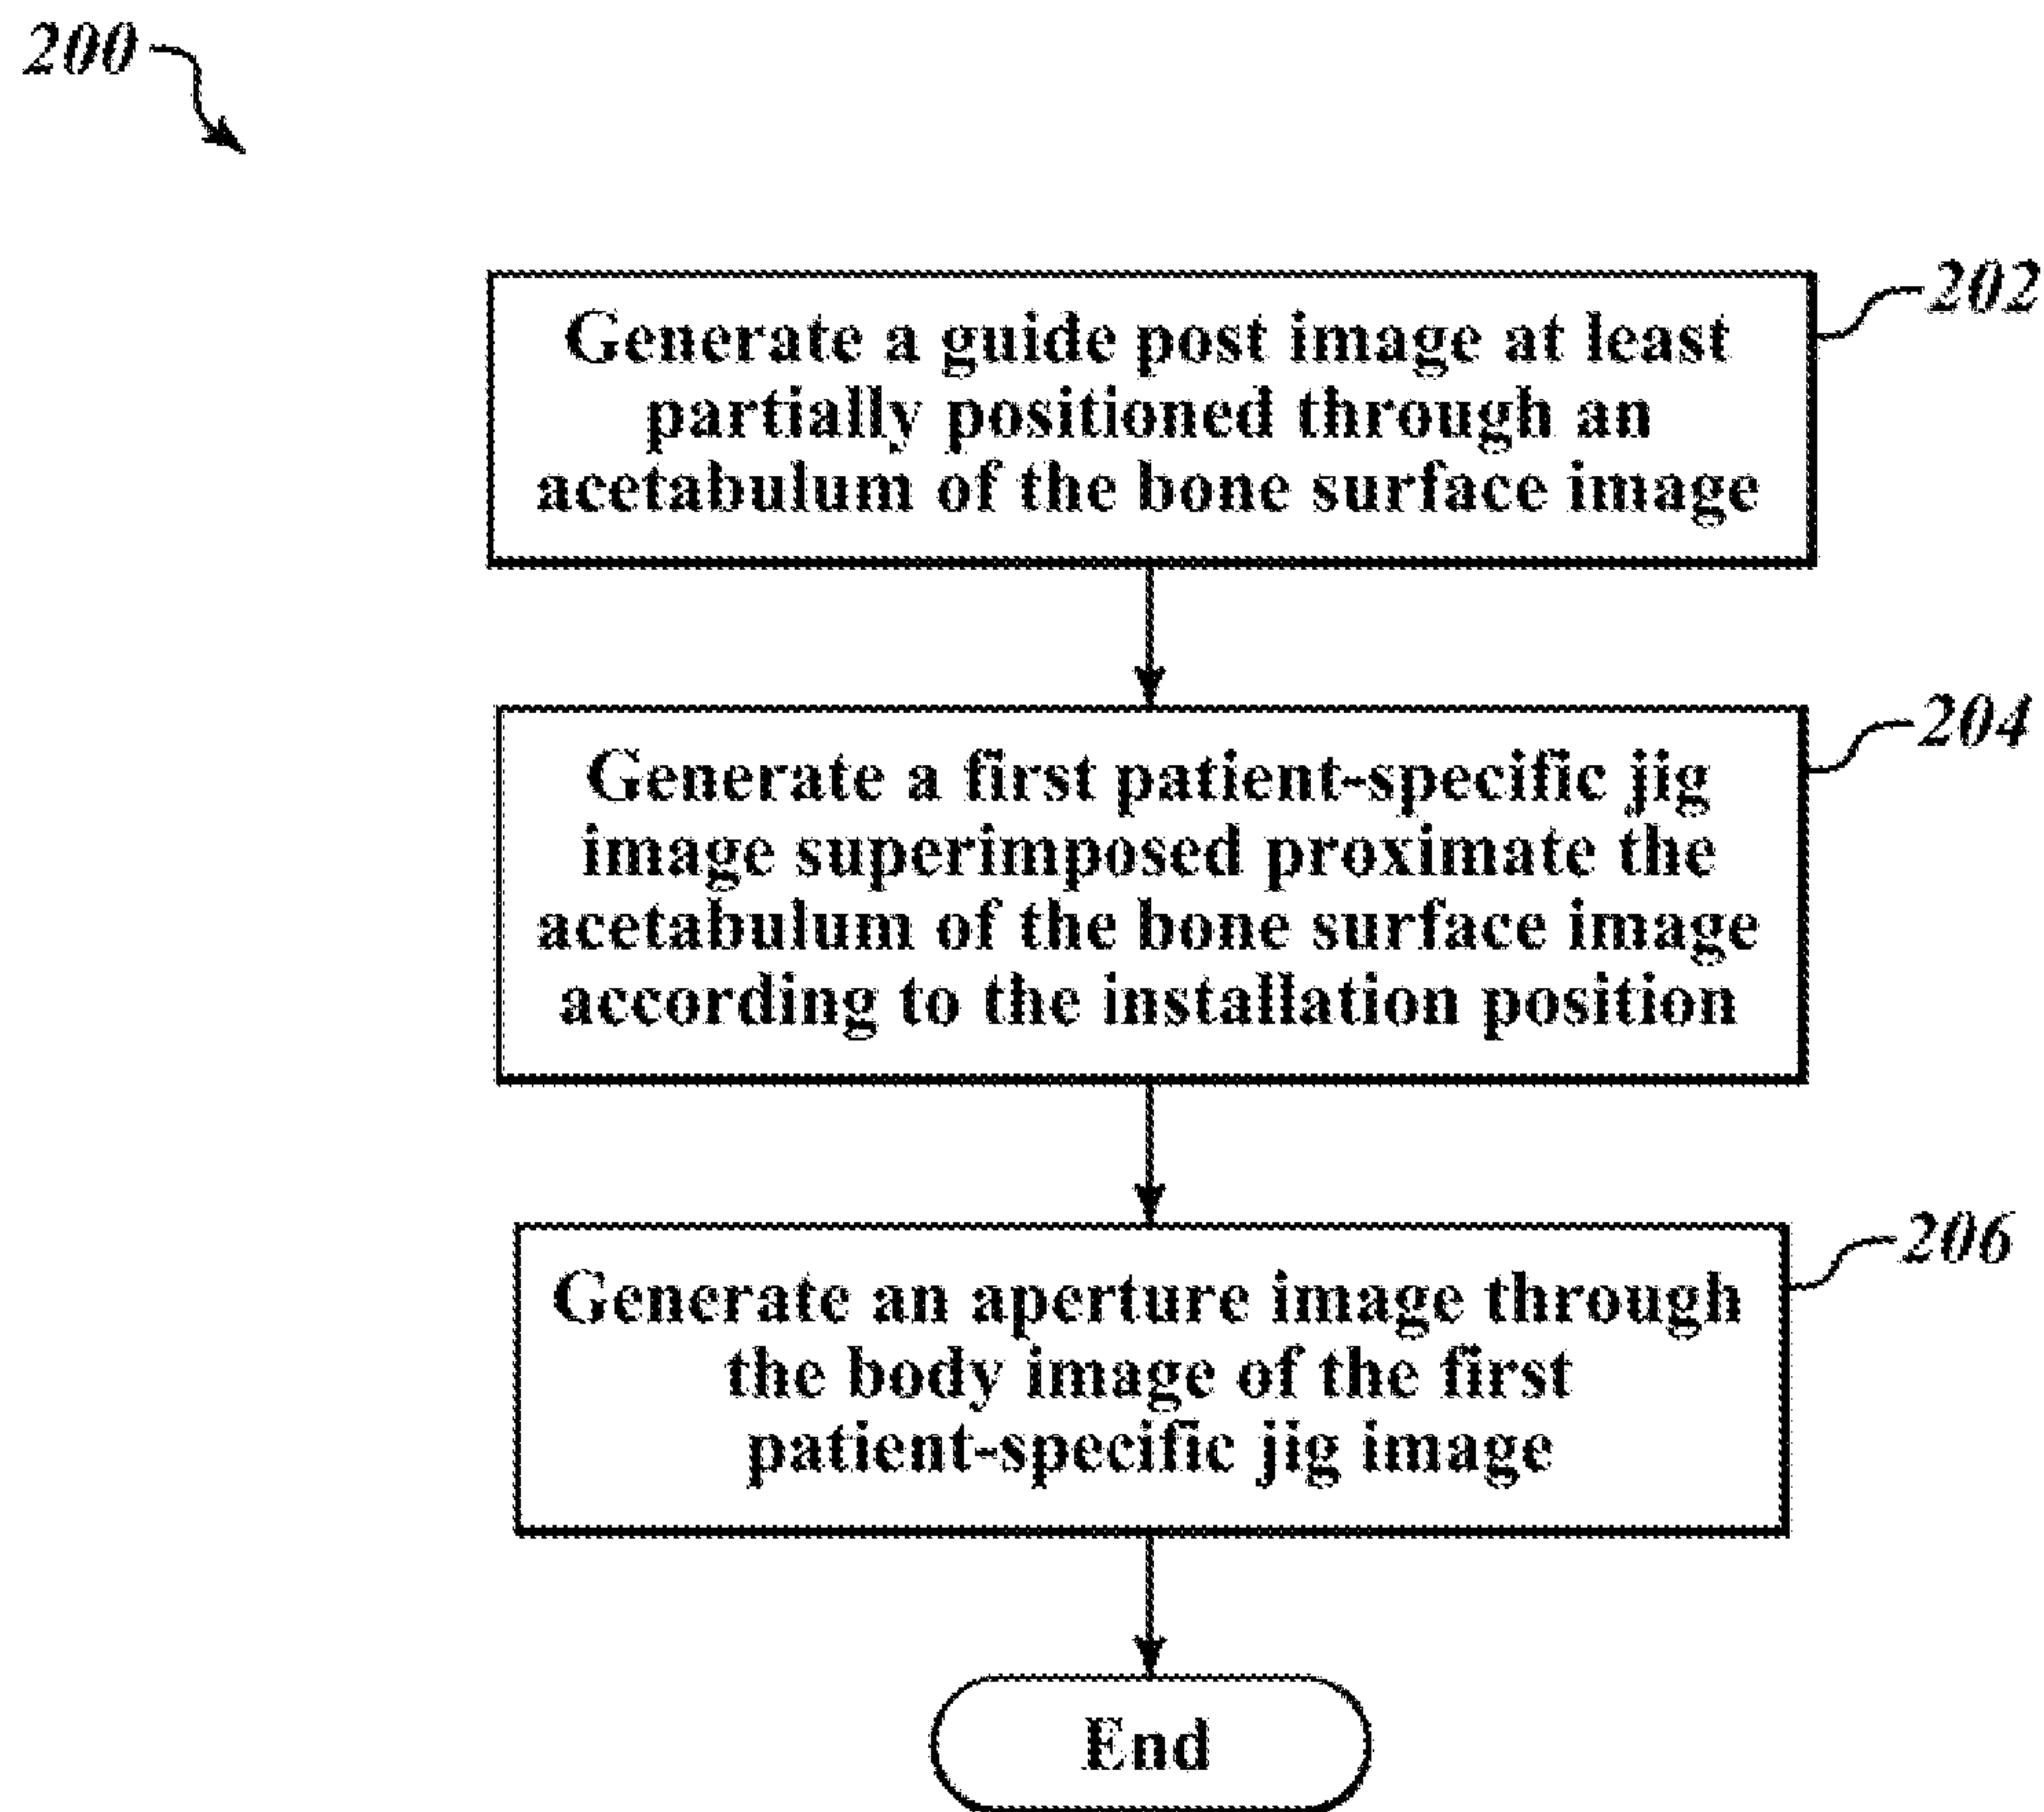 200
202
Generate a guide post image at least
partially positioned through an
acetabulum of the bone surface image
204
Generate a first patient-specific jig
image superimposed proximate the
acetabulum of the bone surface image
according to the installation position
206
Generate an aperture image through
the body image of the first
patient-specific jig image
End